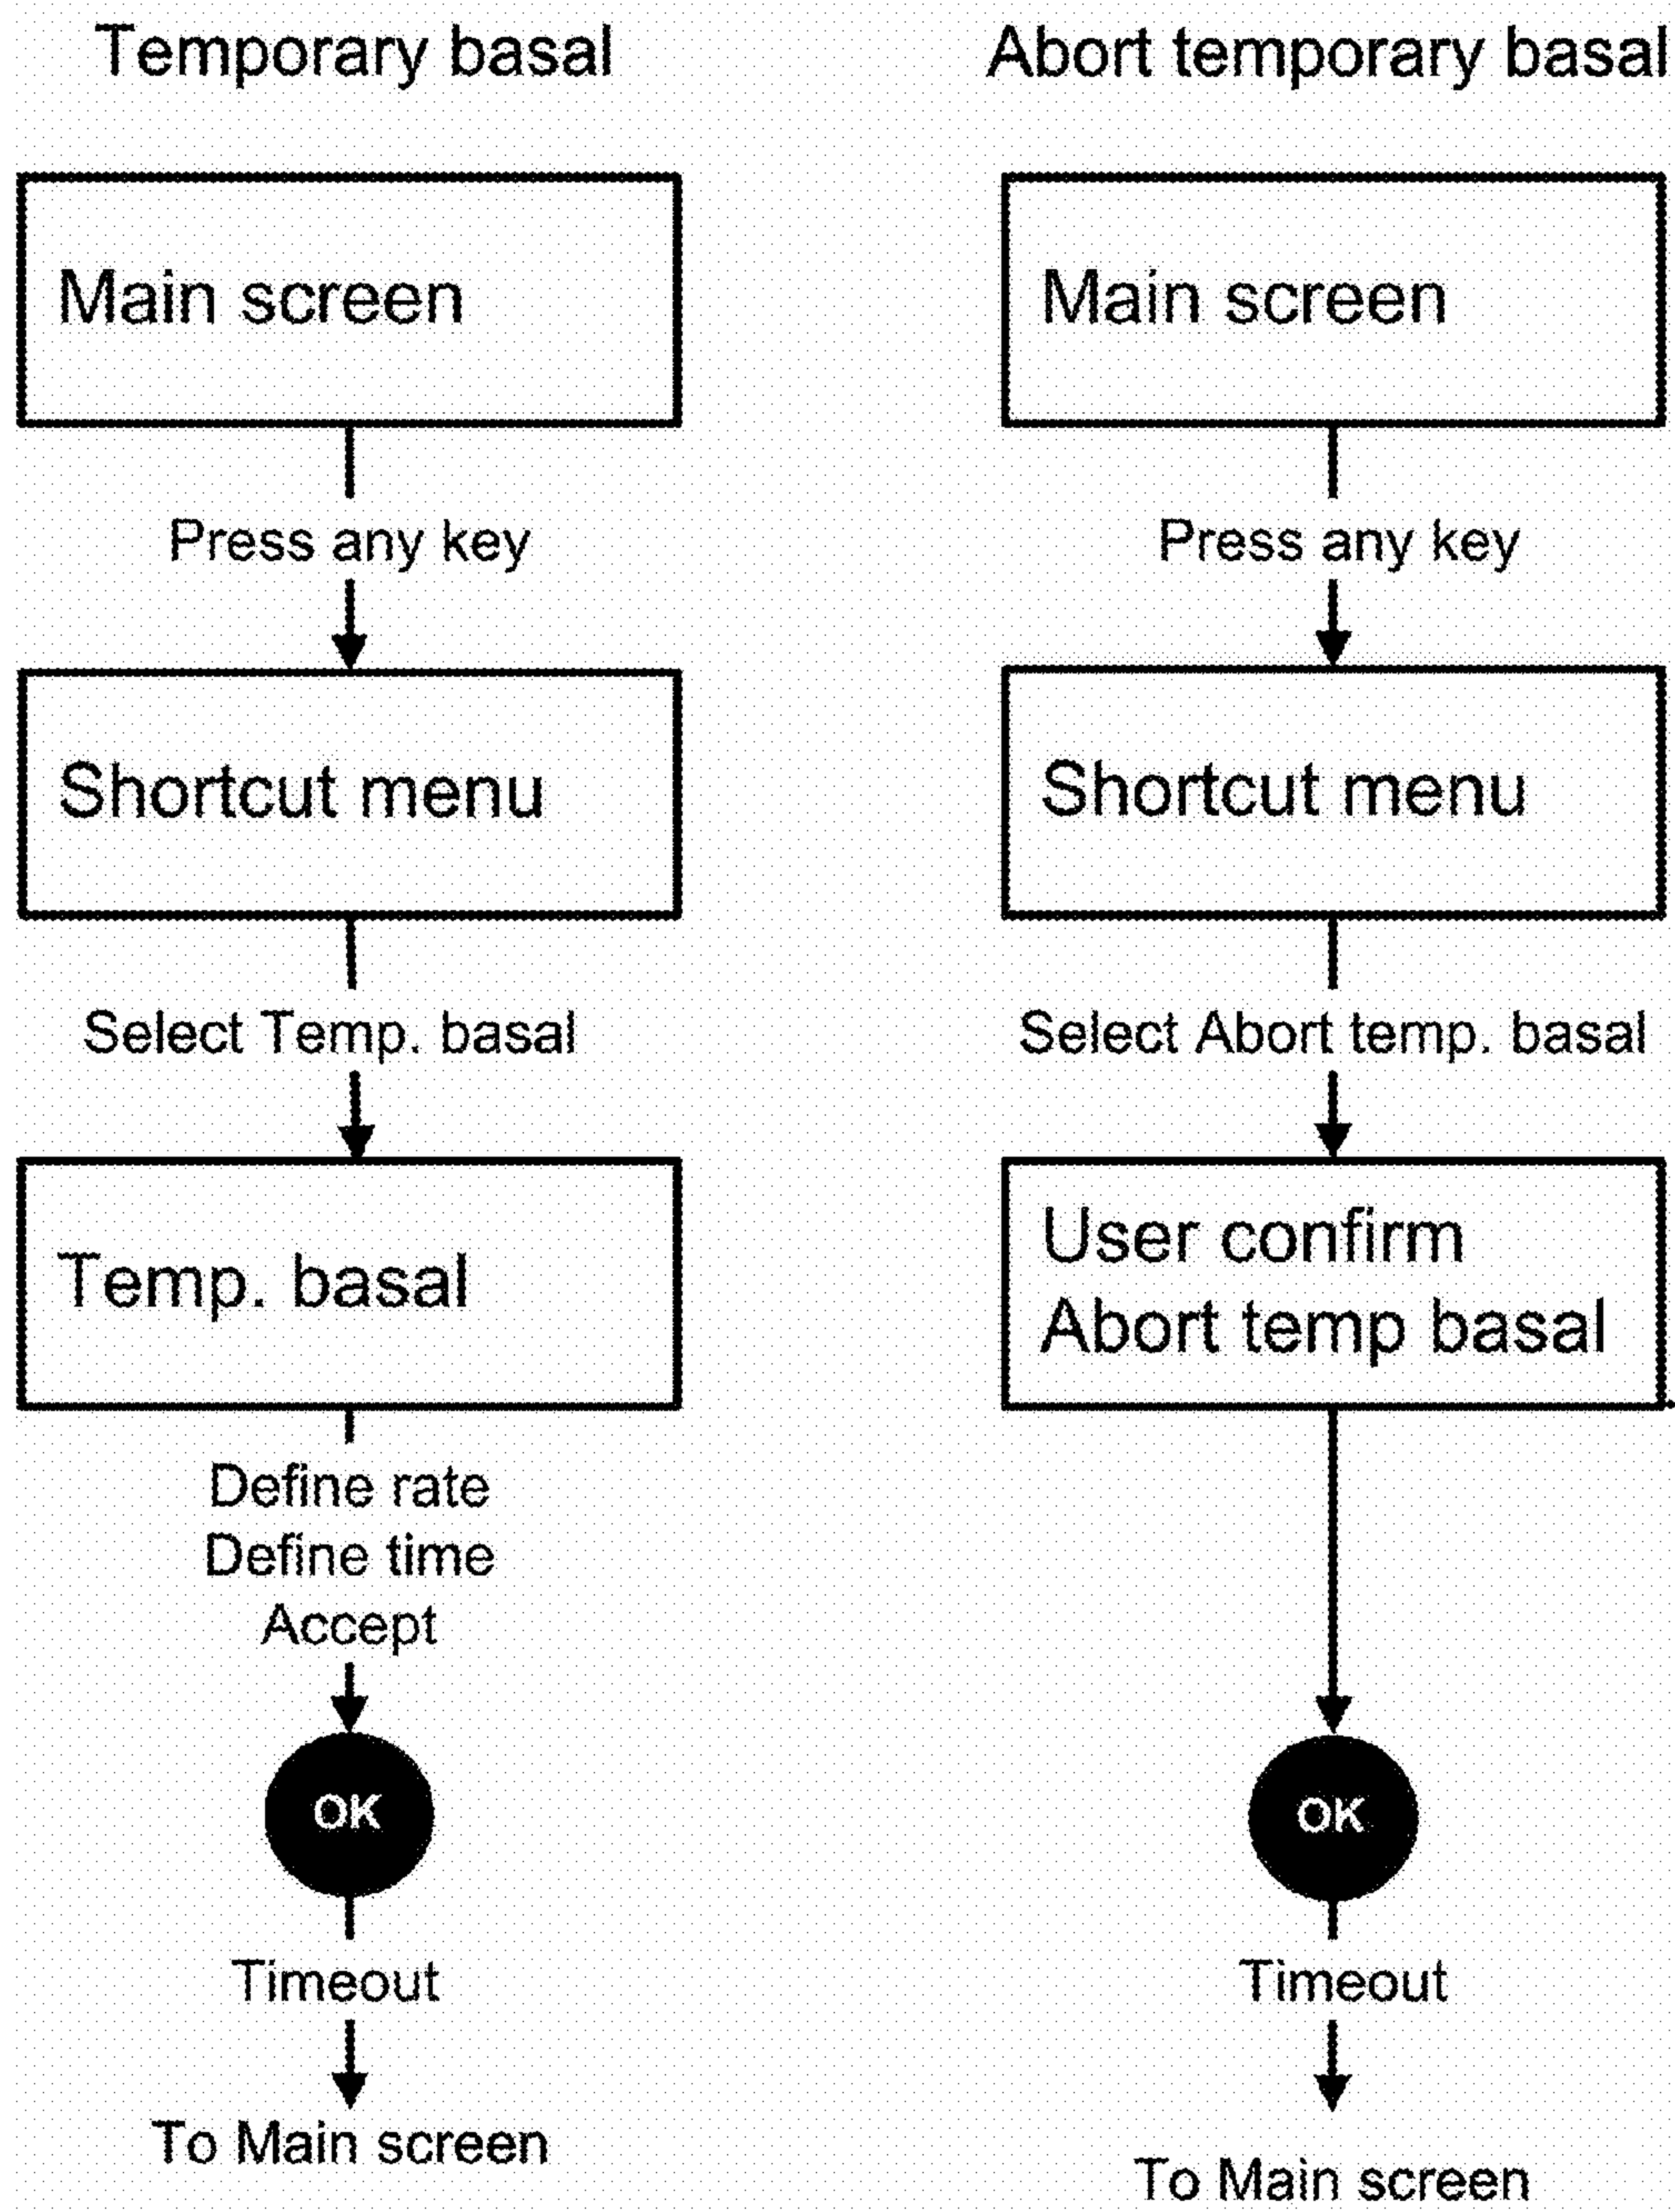 Temporary basal
Main screen
Press any key
Shortcut menu
Select Temp. basal
Temp. basal
Define rate
Define time
Accept
OK
Timeout
To Main screen
Abort temporary basal
Main screen
Press any key
Shortcut menu
Select Abort temp. basal
User confirm
Abort temp basal
OK
Timeout
To Main screen